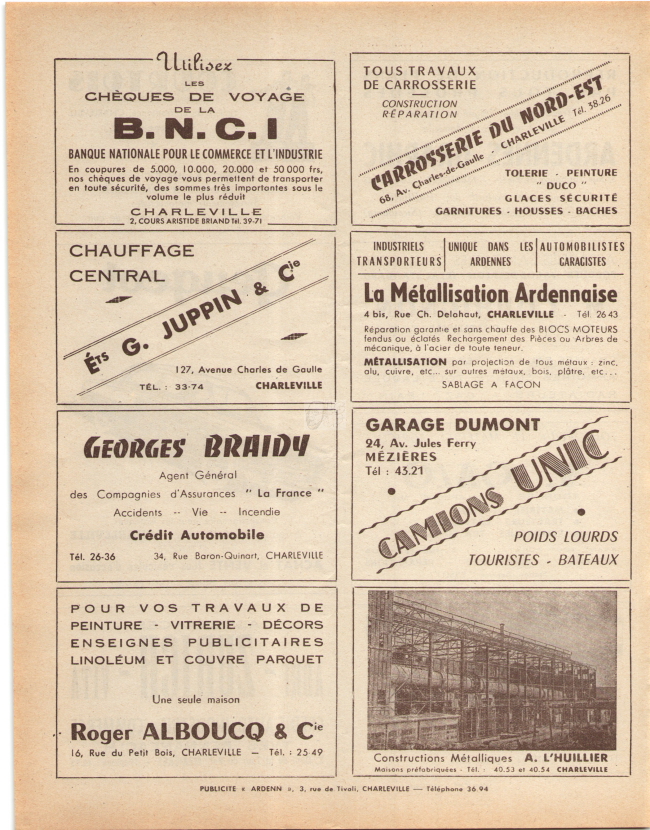 Utilisez
LES
CHÈQUES DE VOYAGE
DE LA
B.N.C.I
BANQUE NATIONALE POUR LE COMMERCE ET L'INDUSTRIE
En coupures de 5.000, 10.000, 20.000 et 50.000 frs,
nos chèques de voyage vous permettent de transporter
en toute sécurité, des sommes très importantes sous le
volume le plus réduit
CHARLEVILLE
2, COURS ARISTIDE BRIAND Tél. 39-71
TOUS TRAVAUX
DE CARROSSERIE
CONSTRUCTION
RÉPARATION
CARROSSERIE DU NORD-EST
68, Av. Charles-de-Gaulle - CHARLEVILLE Tél. 38.26
TOLERIE - PEINTURE
" DUCO "
GLACES SÉCURITÉ
GARNITURES - HOUSSES - BACHES
CHAUFFAGE
CENTRAL
Éts G. JUPPIN & Cie
127, Avenue Charles de Gaulle
TÉL. : 33-74 CHARLEVILLE
INDUSTRIELS TRANSPORTEURS
UNIQUE DANS LES ARDENNES
AUTOMOBILISTES GARAGISTES
La Métallisation Ardennaise
4 bis, Rue Ch. Delahaut, CHARLEVILLE - Tél. 26 43
Réparation garantie et sans chauffe des BLOCS MOTEURS
fendus ou éclatés Rechargement des Pièces ou Arbres de
mécanique, à l'acier de toute teneur.
MÉTALLISATION par projection de tous métaux : zinc,
alu, cuivre, etc... sur autres métaux, bois, plâtre, etc...
SABLAGE A FAÇON
GEORGES BRAIDY
Agent Général
des Compagnies d'Assurances " La France "
Accidents -- Vie -- Incendie
Crédit Automobile
Tél. 26-36 34, Rue Baron-Quinart, CHARLEVILLE
GARAGE DUMONT
24, Av. Jules Ferry
MÉZIÈRES
Tél : 43.21
CAMIONS UNIC
POIDS LOURDS
TOURISTES - BATEAUX
POUR VOS TRAVAUX DE
PEINTURE - VITRERIE - DÉCORS
ENSEIGNES PUBLICITAIRES
LINOLÉUM ET COUVRE PARQUET
Une seule maison
Roger ALBOUCQ & Cie
16, Rue du Petit Bois, CHARLEVILLE — Tél. : 25-49
Constructions Métalliques A. L'HUILLIER
Maisons préfabriquées - Tél. : 40.53 et 40.54 CHARLEVILLE
PUBLICITE « ARDENN », 3, rue de Tivoli, CHARLEVILLE — Téléphone 36.94